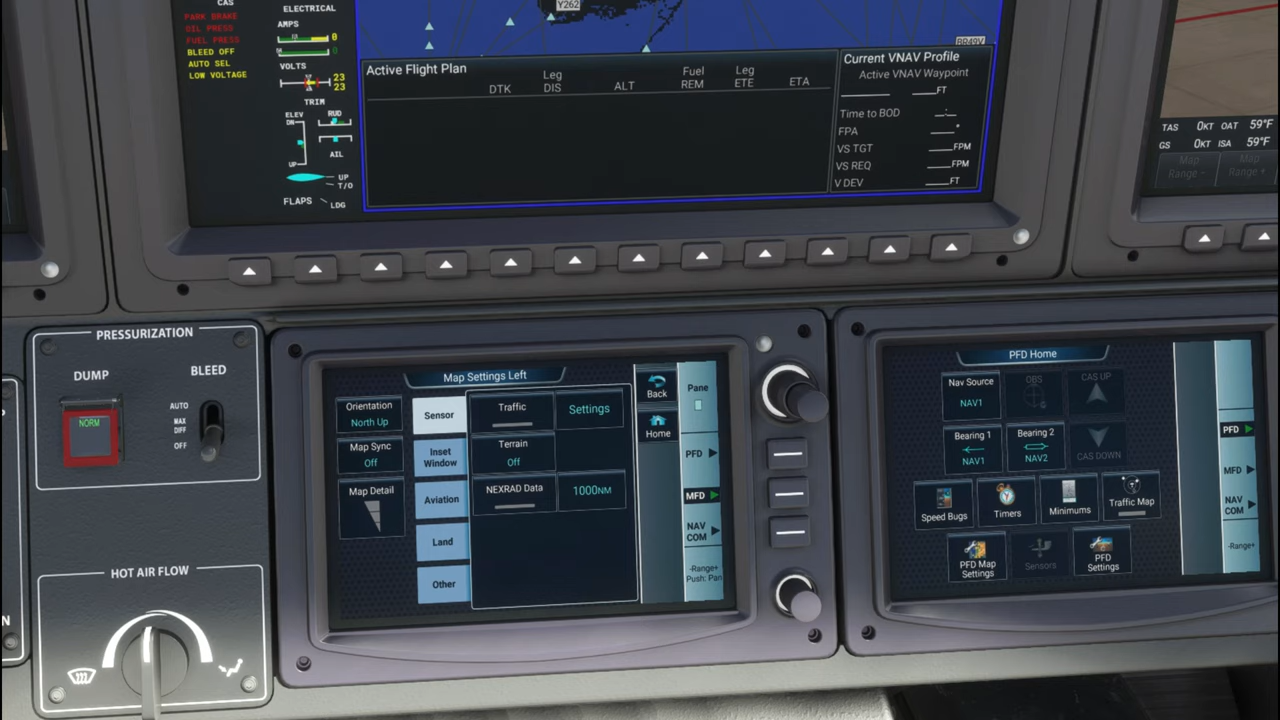 CAS
PARK BRAKE
OIL PRESS
FUEL PRESS
BLEED OFF
AUTO SEL
LOW VOLTAGE
ELECTRICAL
AMPS
0
0
VOLTS
23
23
TRIM
ELEV
RUD
DN
UP
AIL
UP
T/O
FLAPS
LDG
Y262
Active Flight Plan
DTK
Leg
DIS
ALT
Fuel
REM
Leg
ETE
ETA
Current VNAV Profile
Active VNAV Waypoint
FT
Time to BOD
FPA
VS TGT
FPM
VS REQ
FPM
V DEV
FT
TAS 0KT OAT 59°F
GS 0KT ISA 59°F
Map
Range -
Map
Range +
PRESSURIZATION
DUMP
BLEED
NORM
AUTO
MAX
DIFF
OFF
HOT AIR FLOW
N
Map Settings Left
Orientation
North Up
Map Sync
Off
Map Detail
Sensor
Inset
Window
Aviation
Land
Other
Traffic
Settings
Terrain
Off
NEXRAD Data
1000NM
Back
Home
Pane
PFD
MFD
NAV
COM
-Range+
Push: Pan
PFD Home
Nav Source
NAV1
OBS
CAS UP
Bearing 1
NAV1
Bearing 2
NAV2
CAS DOWN
Speed Bugs
Timers
Minimums
Traffic Map
PFD Map
Settings
Sensors
PFD
Settings
PFD
MFD
NAV
COM
-Range+